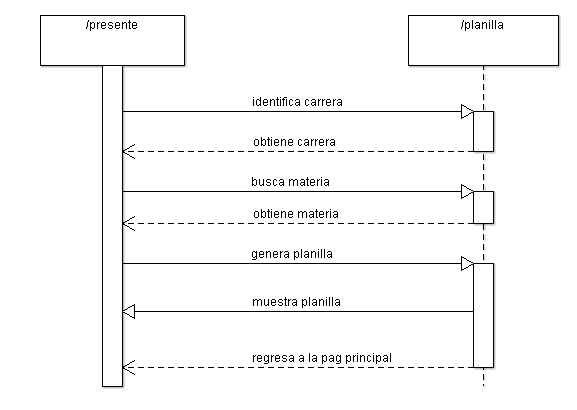 /presente
/planilla
identifica carrera
obtiene carrera
busca materia
obtiene materia
genera planilla
muestra planilla
regresa a la pag principal